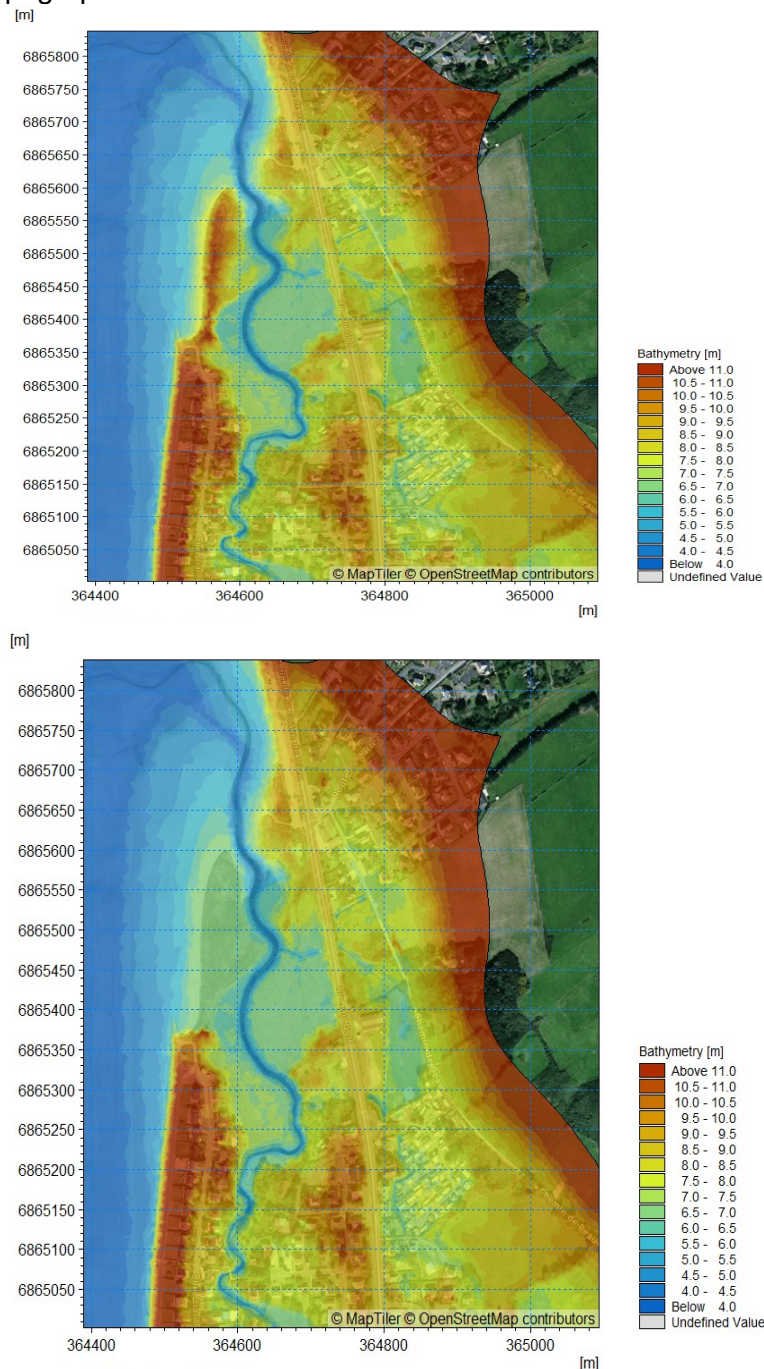 [m]
6865800
6865750
6865700
6865650
6865600
6865550
6865500
6865450
6865400
6865350
6865300
6865250
6865200
6865150
6865100
6865050
© MapTiler © OpenStreetMap contributors
364400 364600 364800 365000
[m]
Bathymetry [m]
Above 11.0
10.5 - 11.0
10.0 - 10.5
9.5 - 10.0
9.0 - 9.5
8.5 - 9.0
8.0 - 8.5
7.5 - 8.0
7.0 - 7.5
6.5 - 7.0
6.0 - 6.5
5.5 - 6.0
5.0 - 5.5
4.5 - 5.0
4.0 - 4.5
Below 4.0
Undefined Value
[m]
6865800
6865750
6865700
6865650
6865600
6865550
6865500
6865450
6865400
6865350
6865300
6865250
6865200
6865150
6865100
6865050
© MapTiler © OpenStreetMap contributors
364400 364600 364800 365000
[m]
Bathymetry [m]
Above 11.0
10.5 - 11.0
10.0 - 10.5
9.5 - 10.0
9.0 - 9.5
8.5 - 9.0
8.0 - 8.5
7.5 - 8.0
7.0 - 7.5
6.5 - 7.0
6.0 - 6.5
5.5 - 6.0
5.0 - 5.5
4.5 - 5.0
4.0 - 4.5
Below 4.0
Undefined Value